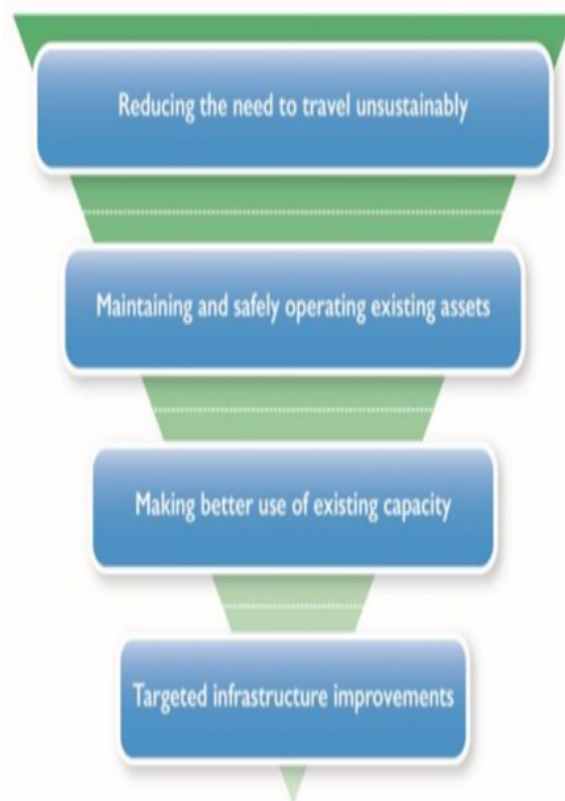 Reducing the need to travel unsustainably
Maintaining and safely operating existing assets
Making better use of existing capacity
Targeted infrastructure improvements